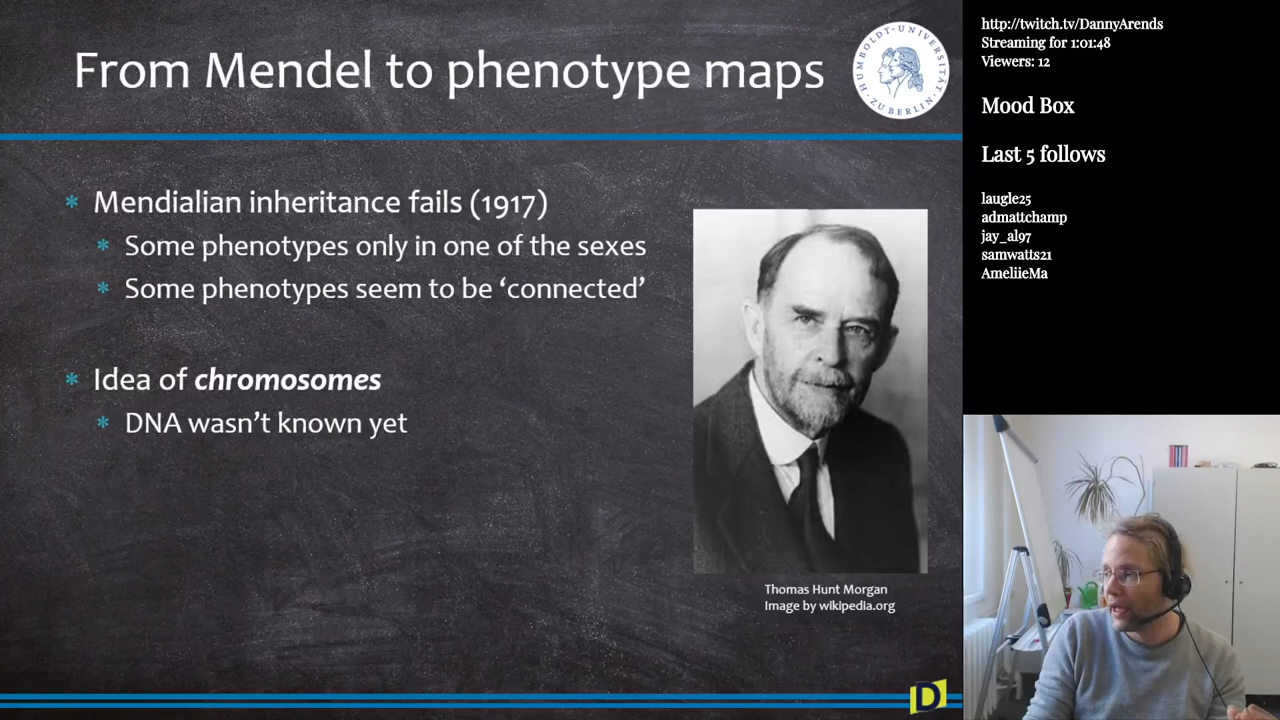 From Mendel to phenotype maps
HUMBOLDT-UNIVERSITÄT
ZU BERLIN
* Mendialian inheritance fails (1917)
* Some phenotypes only in one of the sexes
* Some phenotypes seem to be ‘connected’
* Idea of chromosomes
* DNA wasn’t known yet
Thomas Hunt Morgan
Image by wikipedia.org
D
http://twitch.tv/DannyArends
Streaming for 1:01:48
Viewers: 12
Mood Box
Last 5 follows
laugle25
admattchamp
jay_al97
samwatts21
AmeliieMa